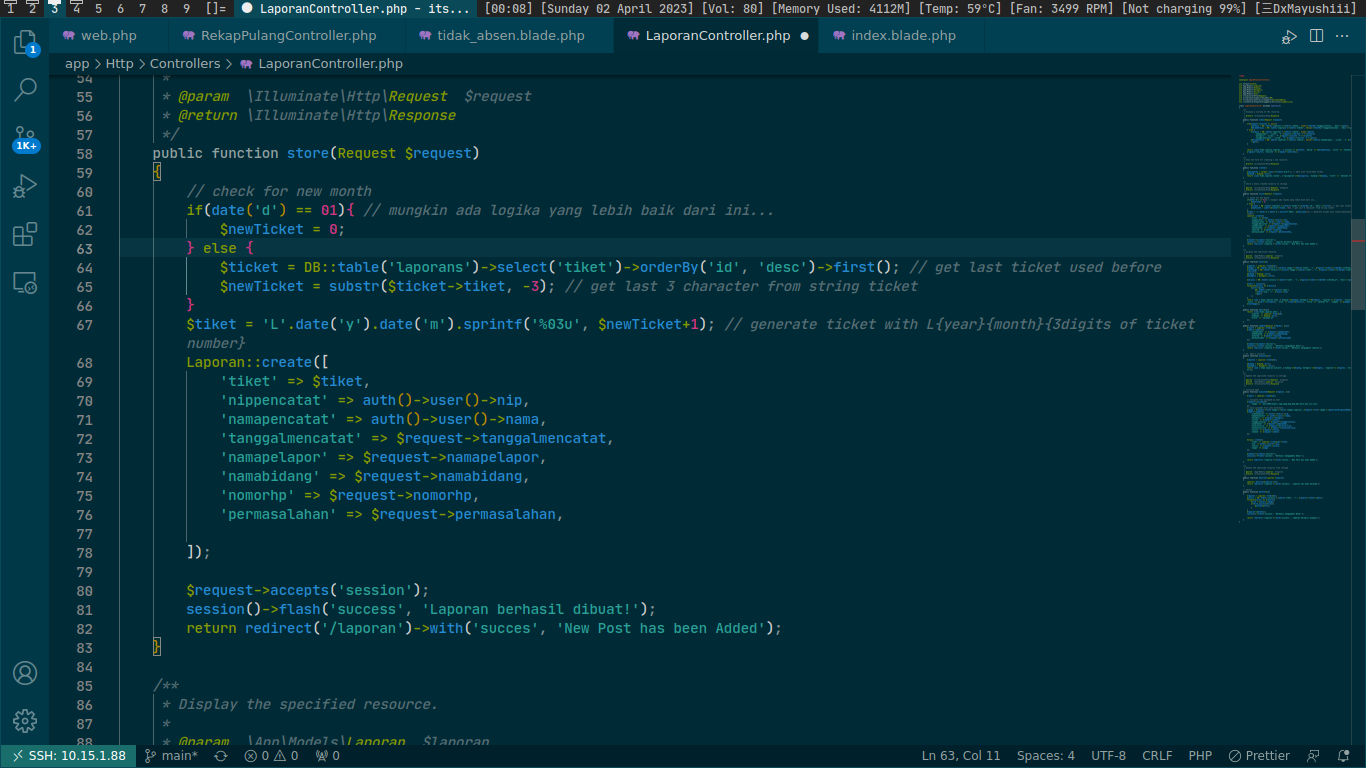 1 2 3 4 5 6 7 8 9 []= LaporanController.php - its... [00:08] [Sunday 02 April 2023] [Vol: 80] [Memory Used: 4112M] [Temp: 59°C] [Fan: 3499 RPM] [Not charging 99%] [三DxMayushiii]
web.php RekapPulangController.php tidak_absen.blade.php LaporanController.php ● index.blade.php ...
1
app > Http > Controllers > LaporanController.php
54 *
55 * @param \Illuminate\Http\Request $request
56 * @return \Illuminate\Http\Response
57 */
58 public function store(Request $request)
59 {
60 // check for new month
61 if(date('d') == 01){ // mungkin ada logika yang lebih baik dari ini...
62 $newTicket = 0;
63 } else {
64 $ticket = DB::table('laporans')->select('tiket')->orderBy('id', 'desc')->first(); // get last ticket used before
65 $newTicket = substr($ticket->tiket, -3); // get last 3 character from string ticket
66 }
67 $tiket = 'L'.date('y').date('m').sprintf('%03u', $newTicket+1); // generate ticket with L{year}{month}{3digits of ticket
number}
68 Laporan::create([
69 'tiket' => $tiket,
70 'nippencatat' => auth()->user()->nip,
71 'namapencatat' => auth()->user()->nama,
72 'tanggalmencatat' => $request->tanggalmencatat,
73 'namapelapor' => $request->namapelapor,
74 'namabidang' => $request->namabidang,
75 'nomorhp' => $request->nomorhp,
76 'permasalahan' => $request->permasalahan,
77
78 ]);
79
80 $request->accepts('session');
81 session()->flash('success', 'Laporan berhasil dibuat!');
82 return redirect('/laporan')->with('succes', 'New Post has been Added');
83 }
84
85 /**
86 * Display the specified resource.
87 *
88 * @param \App\Models\Laporan $laporan
1K+
SSH: 10.15.1.88 main* 0 0 0 Ln 63, Col 11 Spaces: 4 UTF-8 CRLF PHP Prettier